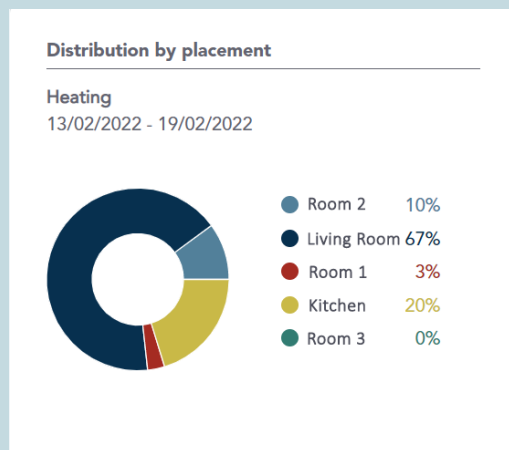 Distribution by placement
Heating
13/02/2022 - 19/02/2022
Room 2 10%
Living Room 67%
Room 1 3%
Kitchen 20%
Room 3 0%